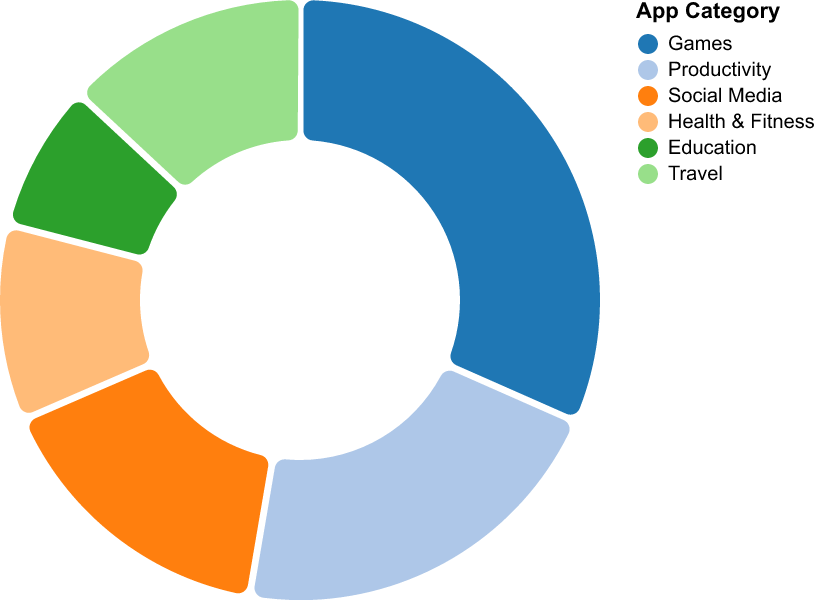 App Category
Games
Productivity
Social Media
Health & Fitness
Education
Travel